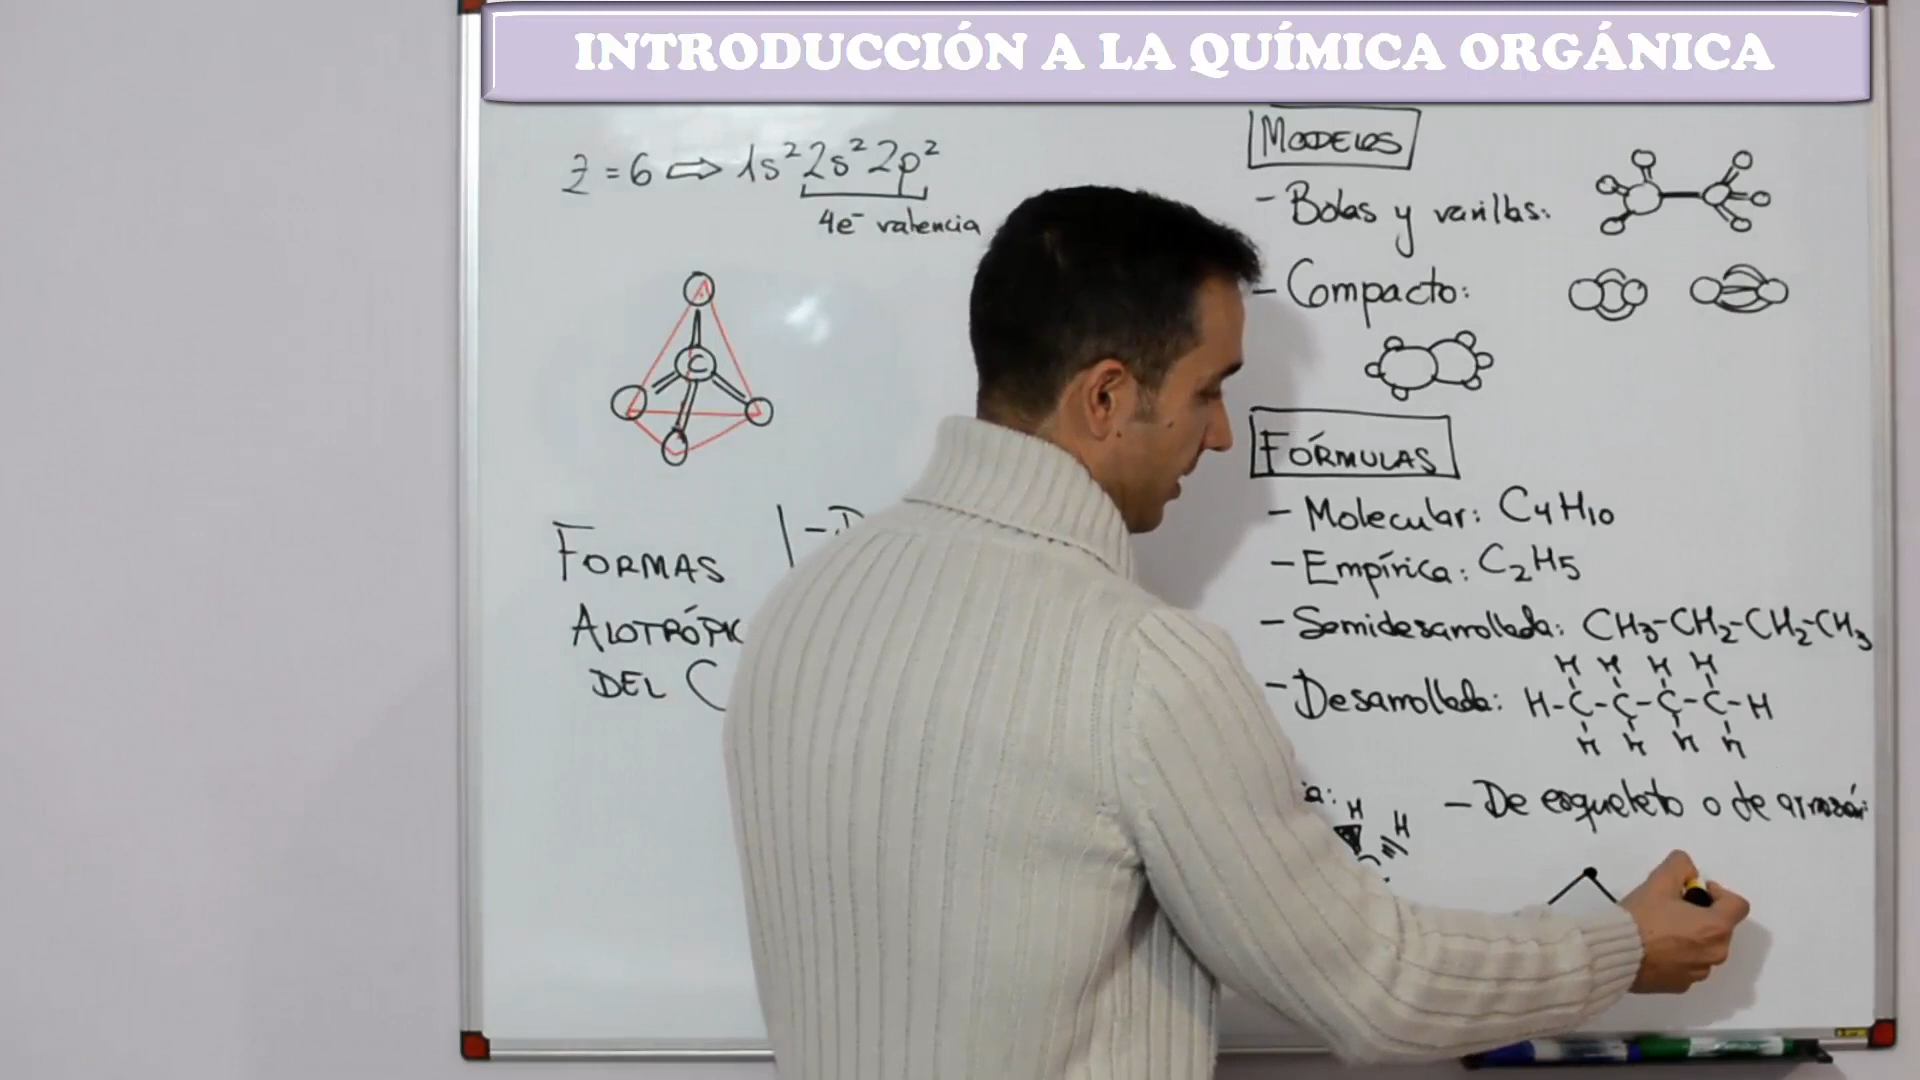 INTRODUCCIÓN A LA QUÍMICA ORGÁNICA
Z = 6 ⇒ 1s² 2s² 2p²
4e⁻ valencia
C
FORMAS
ALOTRÓPIC
DEL C
MODELOS
- Bolas y varillas:
- Compacto:
FÓRMULAS
- Molecular: C4H10
- Empírica: C2H5
- Semidesarrollada: CH3-CH2-CH2-CH3
- Desarrollada:
H H H H
H-C-C-C-C-H
H H H H
ia:
H
H
- De esqueleto o de armazón: